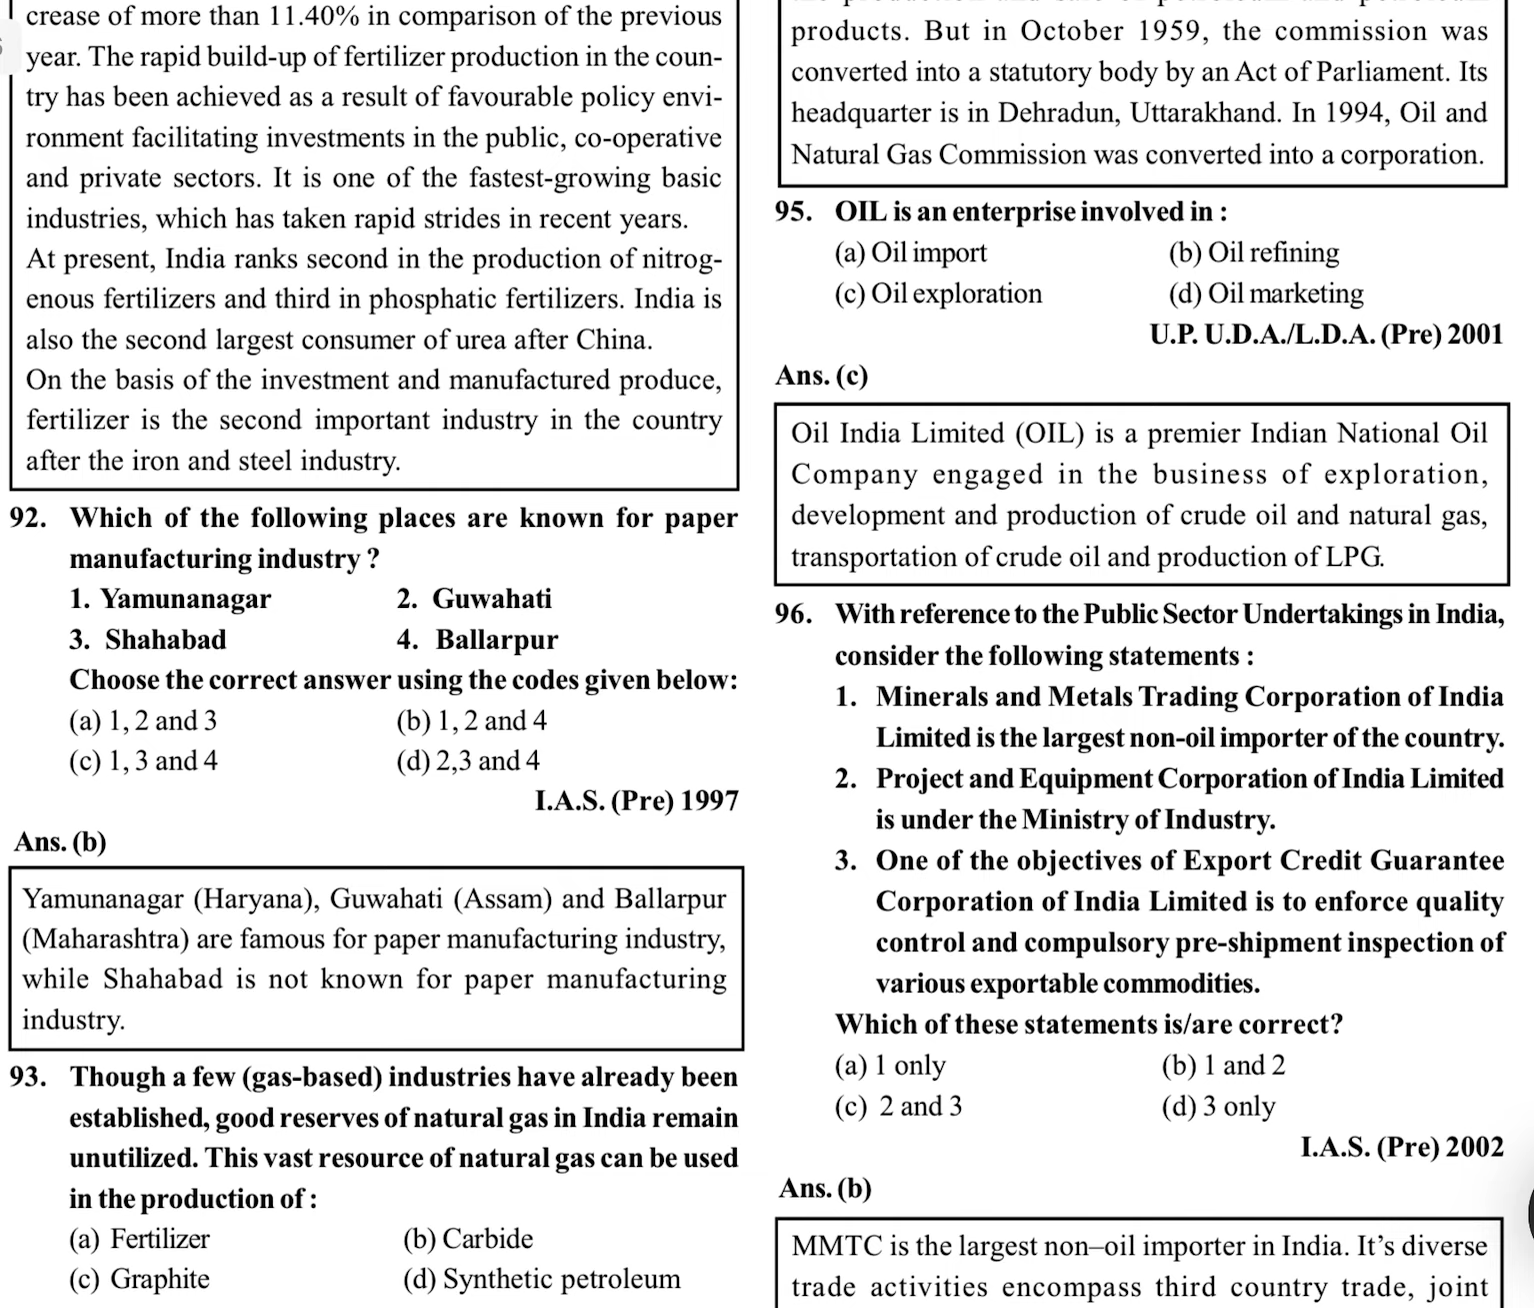 crease of more than 11.40% in comparison of the previous
year. The rapid build-up of fertilizer production in the coun-
try has been achieved as a result of favourable policy envi-
ronment facilitating investments in the public, co-operative
and private sectors. It is one of the fastest-growing basic
industries, which has taken rapid strides in recent years.
At present, India ranks second in the production of nitrog-
enous fertilizers and third in phosphatic fertilizers. India is
also the second largest consumer of urea after China.
On the basis of the investment and manufactured produce,
fertilizer is the second important industry in the country
after the iron and steel industry.
92. Which of the following places are known for paper
manufacturing industry ?
1. Yamunanagar 2. Guwahati
3. Shahabad 4. Ballarpur
Choose the correct answer using the codes given below:
(a) 1, 2 and 3 (b) 1, 2 and 4
(c) 1, 3 and 4 (d) 2,3 and 4
I.A.S. (Pre) 1997
Ans. (b)
Yamunanagar (Haryana), Guwahati (Assam) and Ballarpur
(Maharashtra) are famous for paper manufacturing industry,
while Shahabad is not known for paper manufacturing
industry.
93. Though a few (gas-based) industries have already been
established, good reserves of natural gas in India remain
unutilized. This vast resource of natural gas can be used
in the production of :
(a) Fertilizer (b) Carbide
(c) Graphite (d) Synthetic petroleum
products. But in October 1959, the commission was
converted into a statutory body by an Act of Parliament. Its
headquarter is in Dehradun, Uttarakhand. In 1994, Oil and
Natural Gas Commission was converted into a corporation.
95. OIL is an enterprise involved in :
(a) Oil import (b) Oil refining
(c) Oil exploration (d) Oil marketing
U.P. U.D.A./L.D.A. (Pre) 2001
Ans. (c)
Oil India Limited (OIL) is a premier Indian National Oil
Company engaged in the business of exploration,
development and production of crude oil and natural gas,
transportation of crude oil and production of LPG.
96. With reference to the Public Sector Undertakings in India,
consider the following statements :
1. Minerals and Metals Trading Corporation of India
Limited is the largest non-oil importer of the country.
2. Project and Equipment Corporation of India Limited
is under the Ministry of Industry.
3. One of the objectives of Export Credit Guarantee
Corporation of India Limited is to enforce quality
control and compulsory pre-shipment inspection of
various exportable commodities.
Which of these statements is/are correct?
(a) 1 only (b) 1 and 2
(c) 2 and 3 (d) 3 only
I.A.S. (Pre) 2002
Ans. (b)
MMTC is the largest non–oil importer in India. It’s diverse
trade activities encompass third country trade, joint